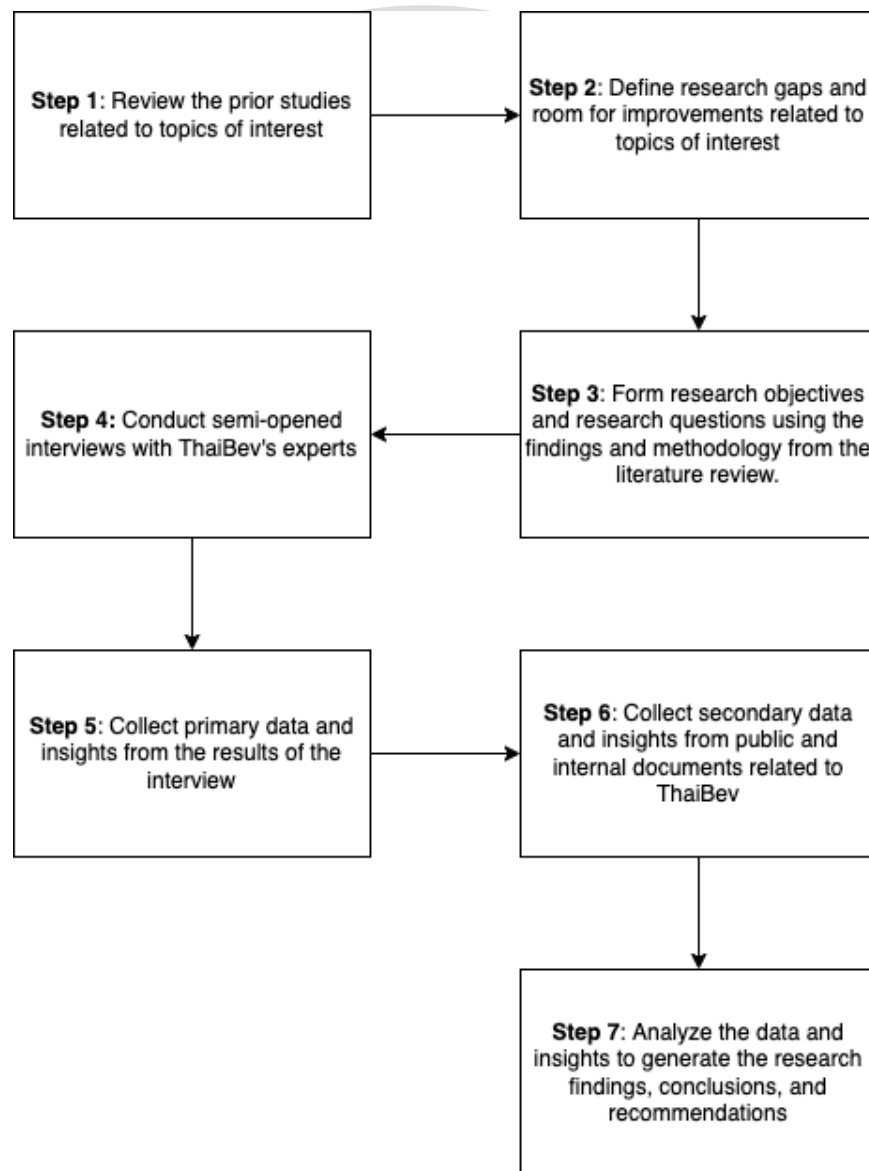 Step 1: Review the prior studies
related to topics of interest
Step 2: Define research gaps and
room for improvements related to
topics of interest
Step 3: Form research objectives
and research questions using the
findings and methodology from the
literature review.
Step 4: Conduct semi-opened
interviews with ThaiBev's experts
Step 5: Collect primary data and
insights from the results of the
interview
Step 6: Collect secondary data
and insights from public and
internal documents related to
ThaiBev
Step 7: Analyze the data and
insights to generate the research
findings, conclusions, and
recommendations